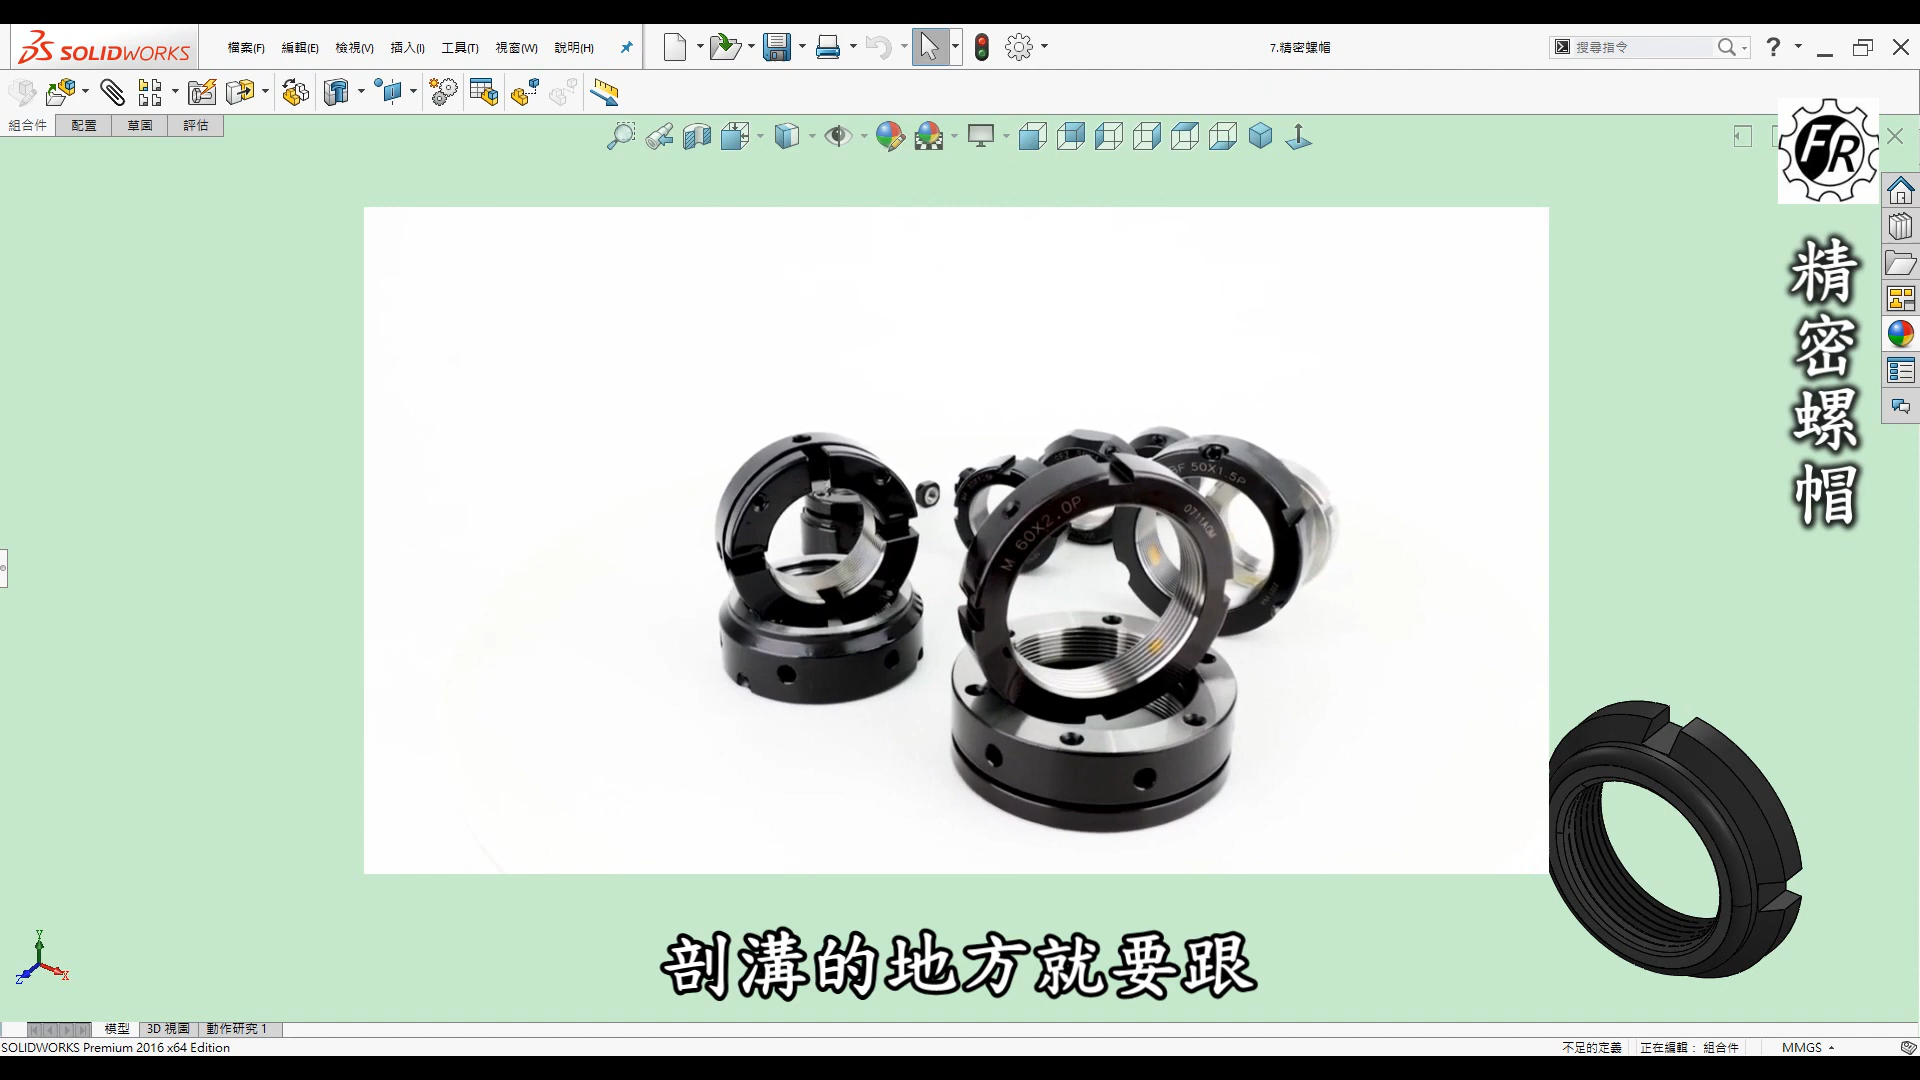 SOLIDWORKS
檔案(F) 編輯(E) 檢視(V) 插入(I) 工具(T) 視窗(W) 說明(H)
7.精密螺帽
搜尋指令
?
組合件 配置 草圖 評估
FR
精密螺帽
M 60X2.0P
0711AOM
F 50X1.5P
剖溝的地方就要跟
Y
X
Z
模型 3D 視圖 動作研究 1
SOLIDWORKS Premium 2016 x64 Edition
不足的定義 正在編輯： 組合件 MMGS